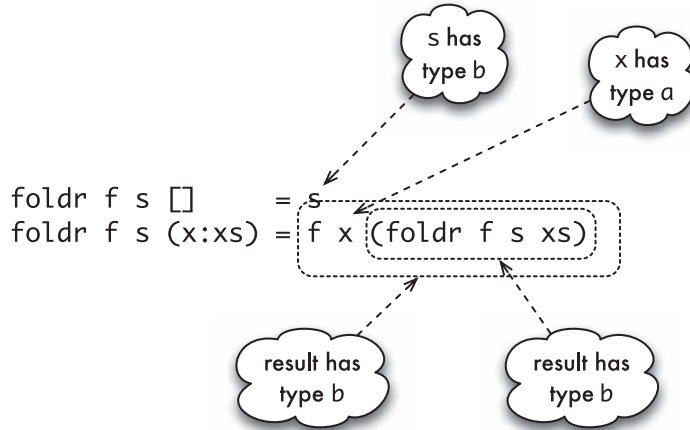 s has
type b
x has
type a
foldr f s []     = s
foldr f s (x:xs) = f x (foldr f s xs)
result has
type b
result has
type b